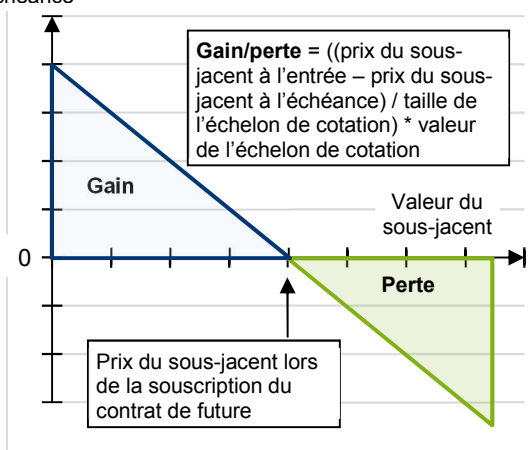 Gain/perte = ((prix du sous-
jacent à l'entrée – prix du sous-
jacent à l'échéance) / taille de
l'échelon de cotation) * valeur
de l'échelon de cotation
Gain
Valeur du
sous-jacent
0
Perte
Prix du sous-jacent lors
de la souscription du
contrat de future